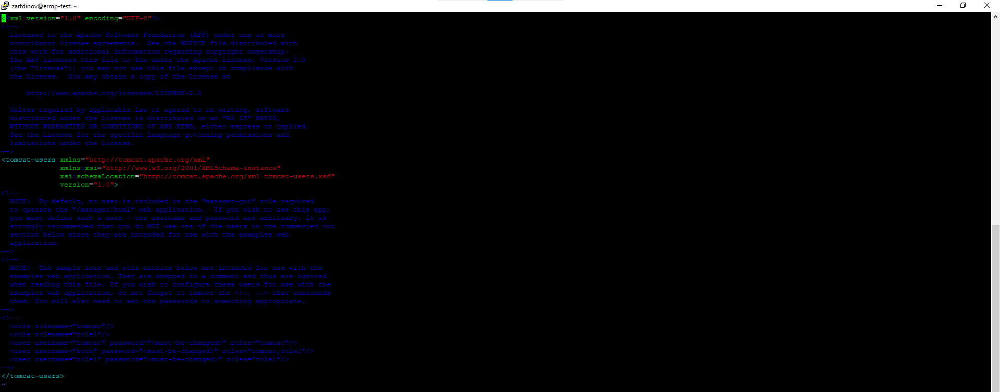 zartdinov@ermp-test: ~
<?xml version="1.0" encoding="UTF-8"?>
<!--
  Licensed to the Apache Software Foundation (ASF) under one or more
  contributor license agreements.  See the NOTICE file distributed with
  this work for additional information regarding copyright ownership.
  The ASF licenses this file to You under the Apache License, Version 2.0
  (the "License"); you may not use this file except in compliance with
  the License.  You may obtain a copy of the License at

      http://www.apache.org/licenses/LICENSE-2.0

  Unless required by applicable law or agreed to in writing, software
  distributed under the License is distributed on an "AS IS" BASIS,
  WITHOUT WARRANTIES OR CONDITIONS OF ANY KIND, either express or implied.
  See the License for the specific language governing permissions and
  limitations under the License.
-->
<tomcat-users xmlns="http://tomcat.apache.org/xml"
              xmlns:xsi="http://www.w3.org/2001/XMLSchema-instance"
              xsi:schemaLocation="http://tomcat.apache.org/xml tomcat-users.xsd"
              version="1.0">
<!--
  NOTE:  By default, no user is included in the "manager-gui" role required
  to operate the "/manager/html" web application.  If you wish to use this app,
  you must define such a user - the username and password are arbitrary. It is
  strongly recommended that you do NOT use one of the users in the commented out
  section below since they are intended for use with the examples web
  application.
-->
<!--
  NOTE:  The sample user and role entries below are intended for use with the
  examples web application. They are wrapped in a comment and thus are ignored
  when reading this file. If you wish to configure these users for use with the
  examples web application, do not forget to remove the <!.. ..> that surrounds
  them. You will also need to set the passwords to something appropriate.
-->
<!--
  <role rolename="tomcat"/>
  <role rolename="role1"/>
  <user username="tomcat" password="<must-be-changed>" roles="tomcat"/>
  <user username="both" password="<must-be-changed>" roles="tomcat,role1"/>
  <user username="role1" password="<must-be-changed>" roles="role1"/>
-->
</tomcat-users>
~